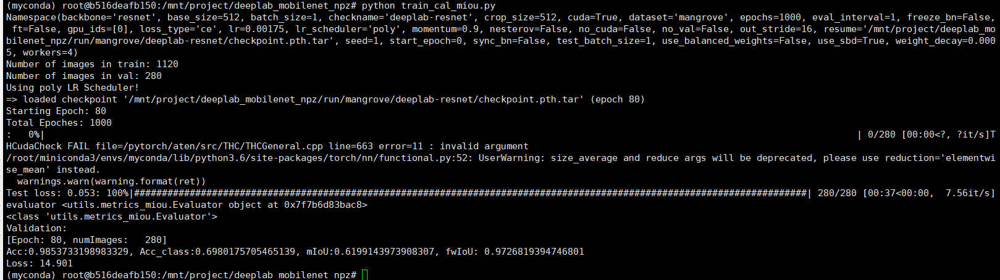 (myconda) root@b516deafb150:/mnt/project/deeplab_mobilenet_npz# python train_cal_miou.py
Namespace(backbone='resnet', base_size=512, batch_size=1, checkname='deeplab-resnet', crop_size=512, cuda=True, dataset='mangrove', epochs=1000, eval_interval=1, freeze_bn=False,
 ft=False, gpu_ids=[0], loss_type='ce', lr=0.00175, lr_scheduler='poly', momentum=0.9, nesterov=False, no_cuda=False, no_val=False, out_stride=16, resume='/mnt/project/deeplab_mo
bilenet_npz/run/mangrove/deeplab-resnet/checkpoint.pth.tar', seed=1, start_epoch=0, sync_bn=False, test_batch_size=1, use_balanced_weights=False, use_sbd=True, weight_decay=0.000
5, workers=4)
Number of images in train: 1120
Number of images in val: 280
Using poly LR Scheduler!
=> loaded checkpoint '/mnt/project/deeplab_mobilenet_npz/run/mangrove/deeplab-resnet/checkpoint.pth.tar' (epoch 80)
Starting Epoch: 80
Total Epoches: 1000
:   0%|                                                                                                                                                  | 0/280 [00:00<?, ?it/s]T
HCudaCheck FAIL file=/pytorch/aten/src/THC/THCGeneral.cpp line=663 error=11 : invalid argument
/root/miniconda3/envs/myconda/lib/python3.6/site-packages/torch/nn/functional.py:52: UserWarning: size_average and reduce args will be deprecated, please use reduction='elementwi
se_mean' instead.
  warnings.warn(warning.format(ret))
Test loss: 0.053: 100%|#########################################################################################################################| 280/280 [00:37<00:00,  7.56it/s]
evaluator <utils.metrics_miou.Evaluator object at 0x7f7b6d83bac8>
<class 'utils.metrics_miou.Evaluator'>
Validation:
[Epoch: 80, numImages:   280]
Acc:0.9853733198983329, Acc_class:0.6980175705465139, mIoU:0.6199143973908307, fwIoU: 0.9726819394746801
Loss: 14.901
(myconda) root@b516deafb150:/mnt/project/deeplab_mobilenet_npz#